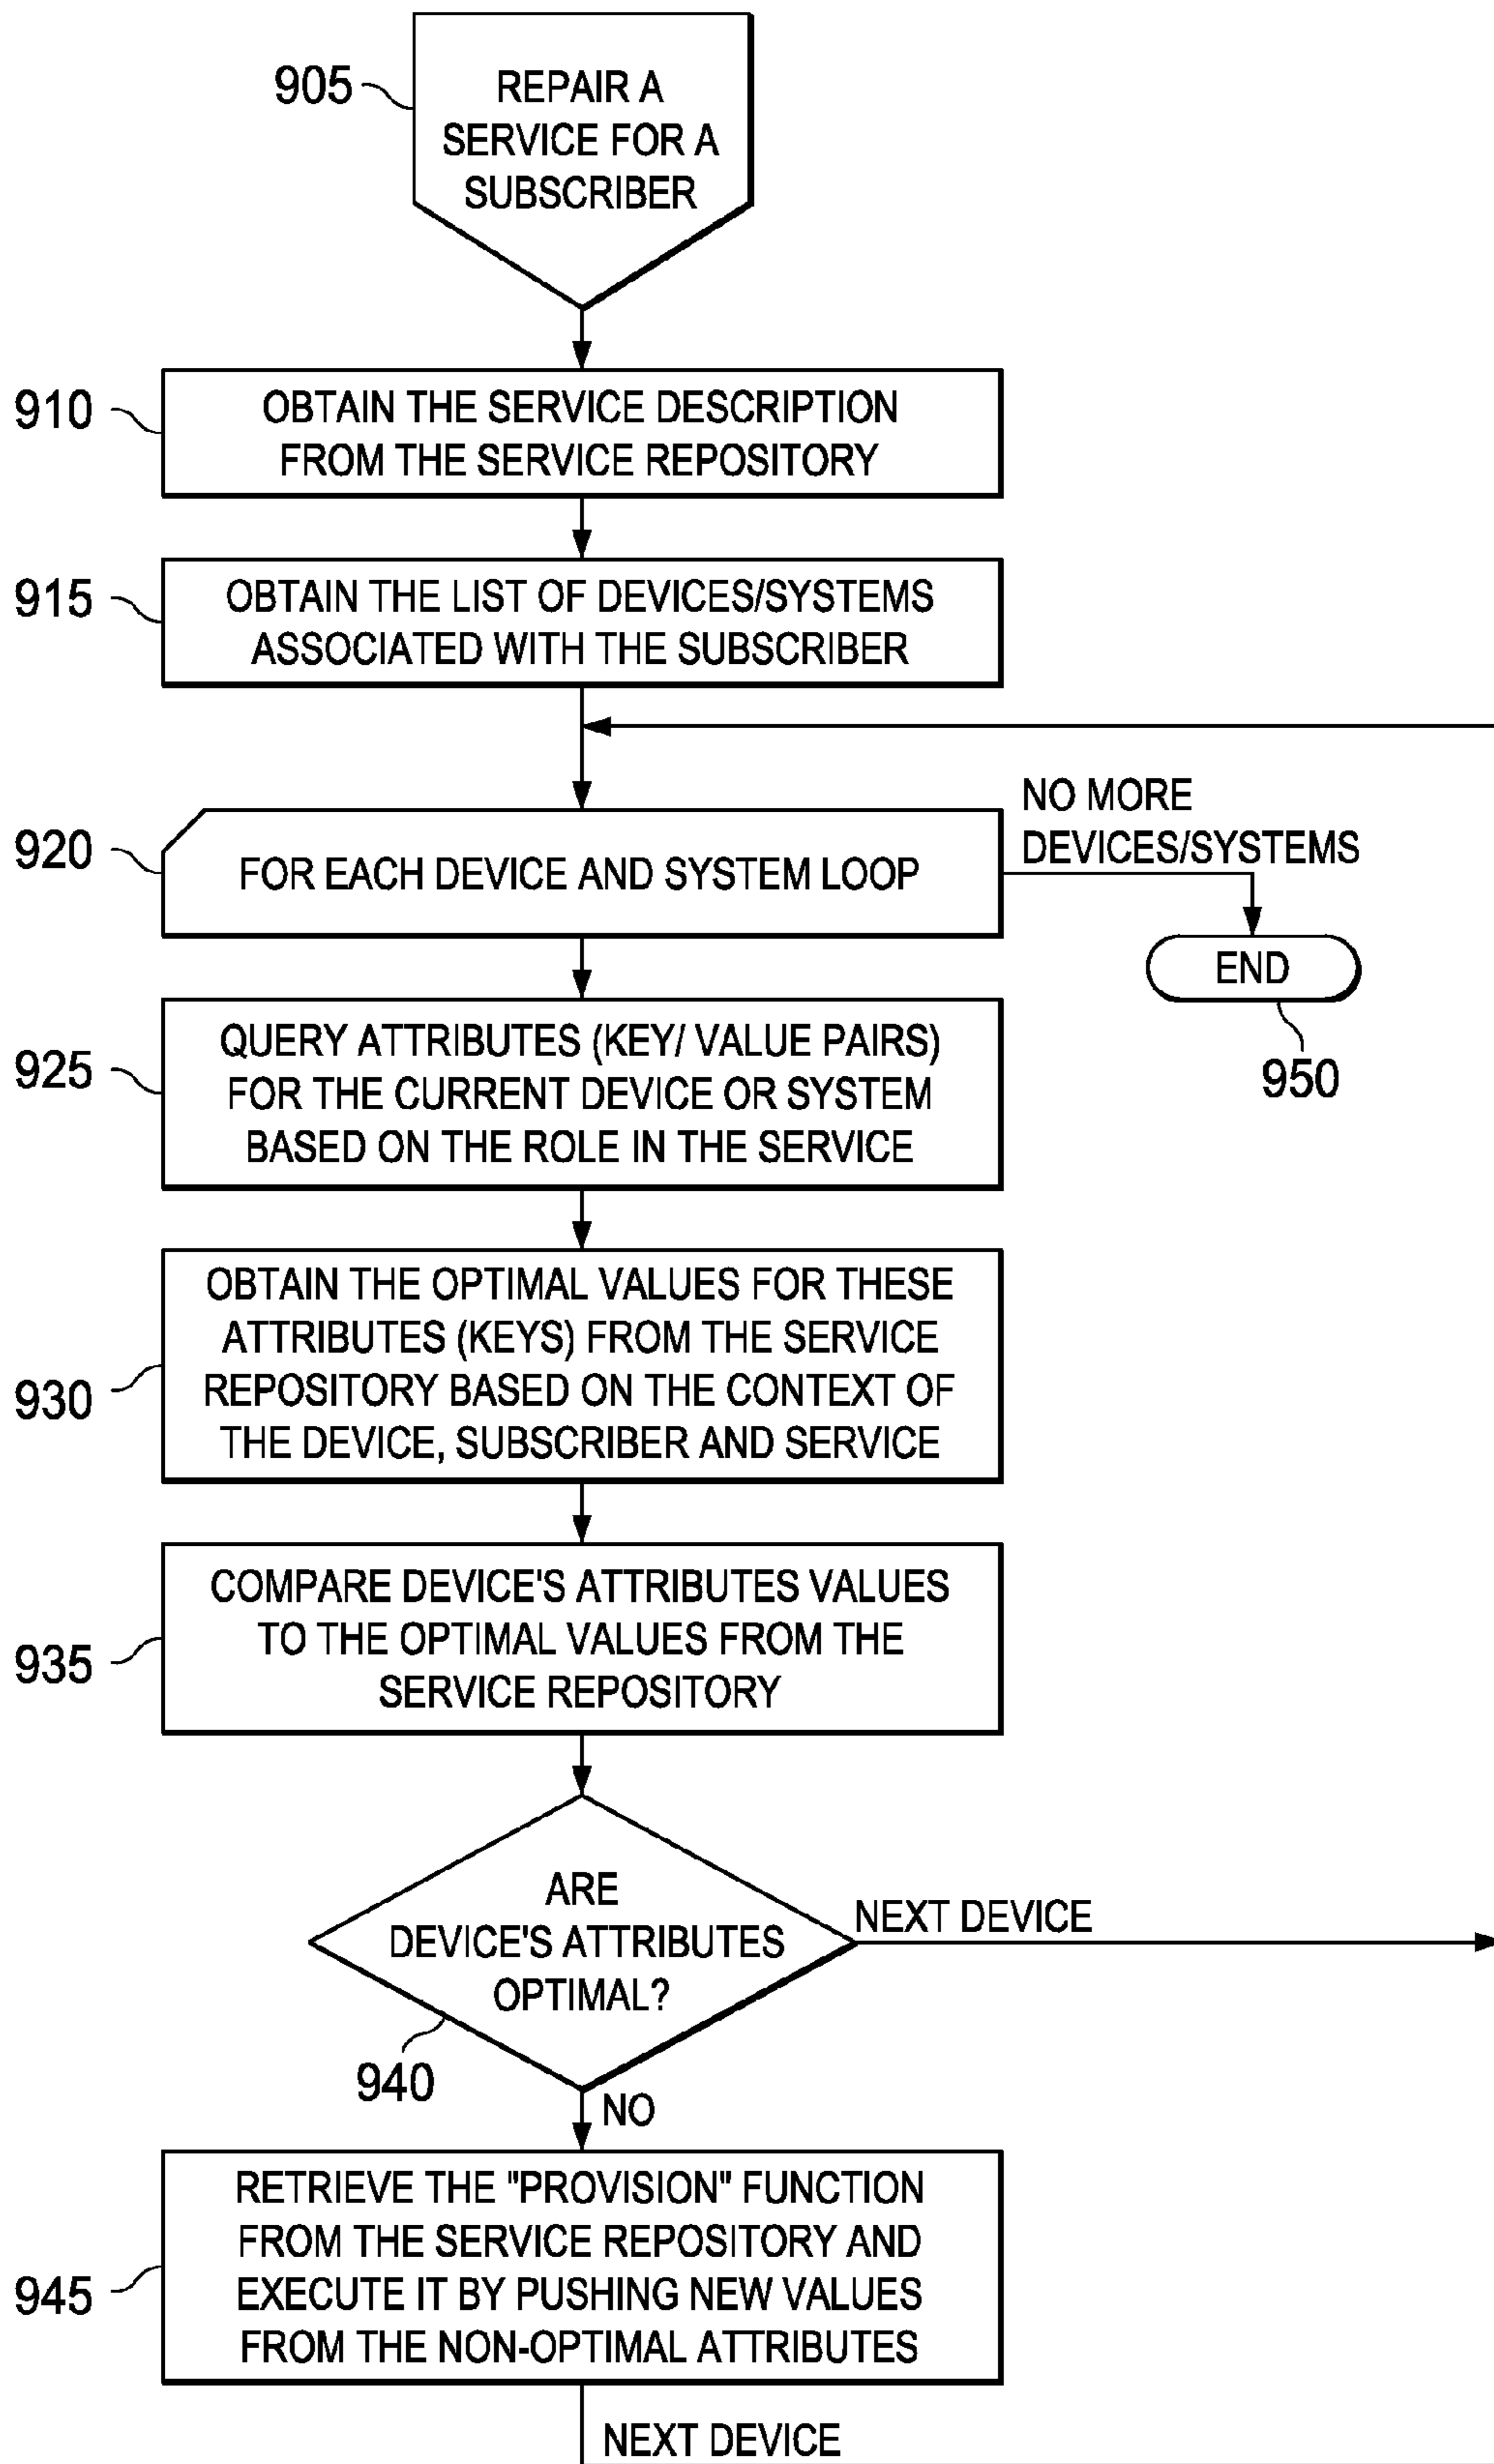 905
REPAIR A
SERVICE FOR A
SUBSCRIBER
910
OBTAIN THE SERVICE DESCRIPTION
FROM THE SERVICE REPOSITORY
915
OBTAIN THE LIST OF DEVICES/SYSTEMS
ASSOCIATED WITH THE SUBSCRIBER
920
FOR EACH DEVICE AND SYSTEM LOOP
NO MORE
DEVICES/SYSTEMS
END
950
925
QUERY ATTRIBUTES (KEY/ VALUE PAIRS)
FOR THE CURRENT DEVICE OR SYSTEM
BASED ON THE ROLE IN THE SERVICE
930
OBTAIN THE OPTIMAL VALUES FOR THESE
ATTRIBUTES (KEYS) FROM THE SERVICE
REPOSITORY BASED ON THE CONTEXT OF
THE DEVICE, SUBSCRIBER AND SERVICE
935
COMPARE DEVICE'S ATTRIBUTES VALUES
TO THE OPTIMAL VALUES FROM THE
SERVICE REPOSITORY
ARE
DEVICE'S ATTRIBUTES
OPTIMAL?
NEXT DEVICE
940
NO
945
RETRIEVE THE "PROVISION" FUNCTION
FROM THE SERVICE REPOSITORY AND
EXECUTE IT BY PUSHING NEW VALUES
FROM THE NON-OPTIMAL ATTRIBUTES
NEXT DEVICE